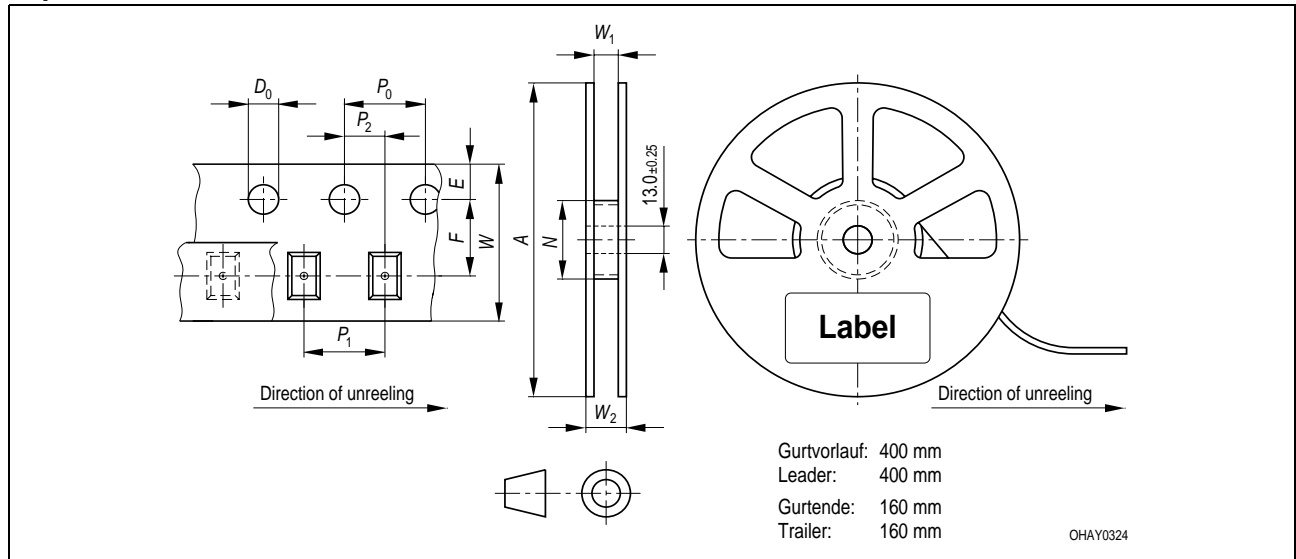 W1
D0
P0
P2
E
F
W
P1
Direction of unreeling
A
N
13.0±0.25
W2
Label
Direction of unreeling
Gurtvorlauf: 400 mm
Leader: 400 mm
Gurtende: 160 mm
Trailer: 160 mm
OHAY0324